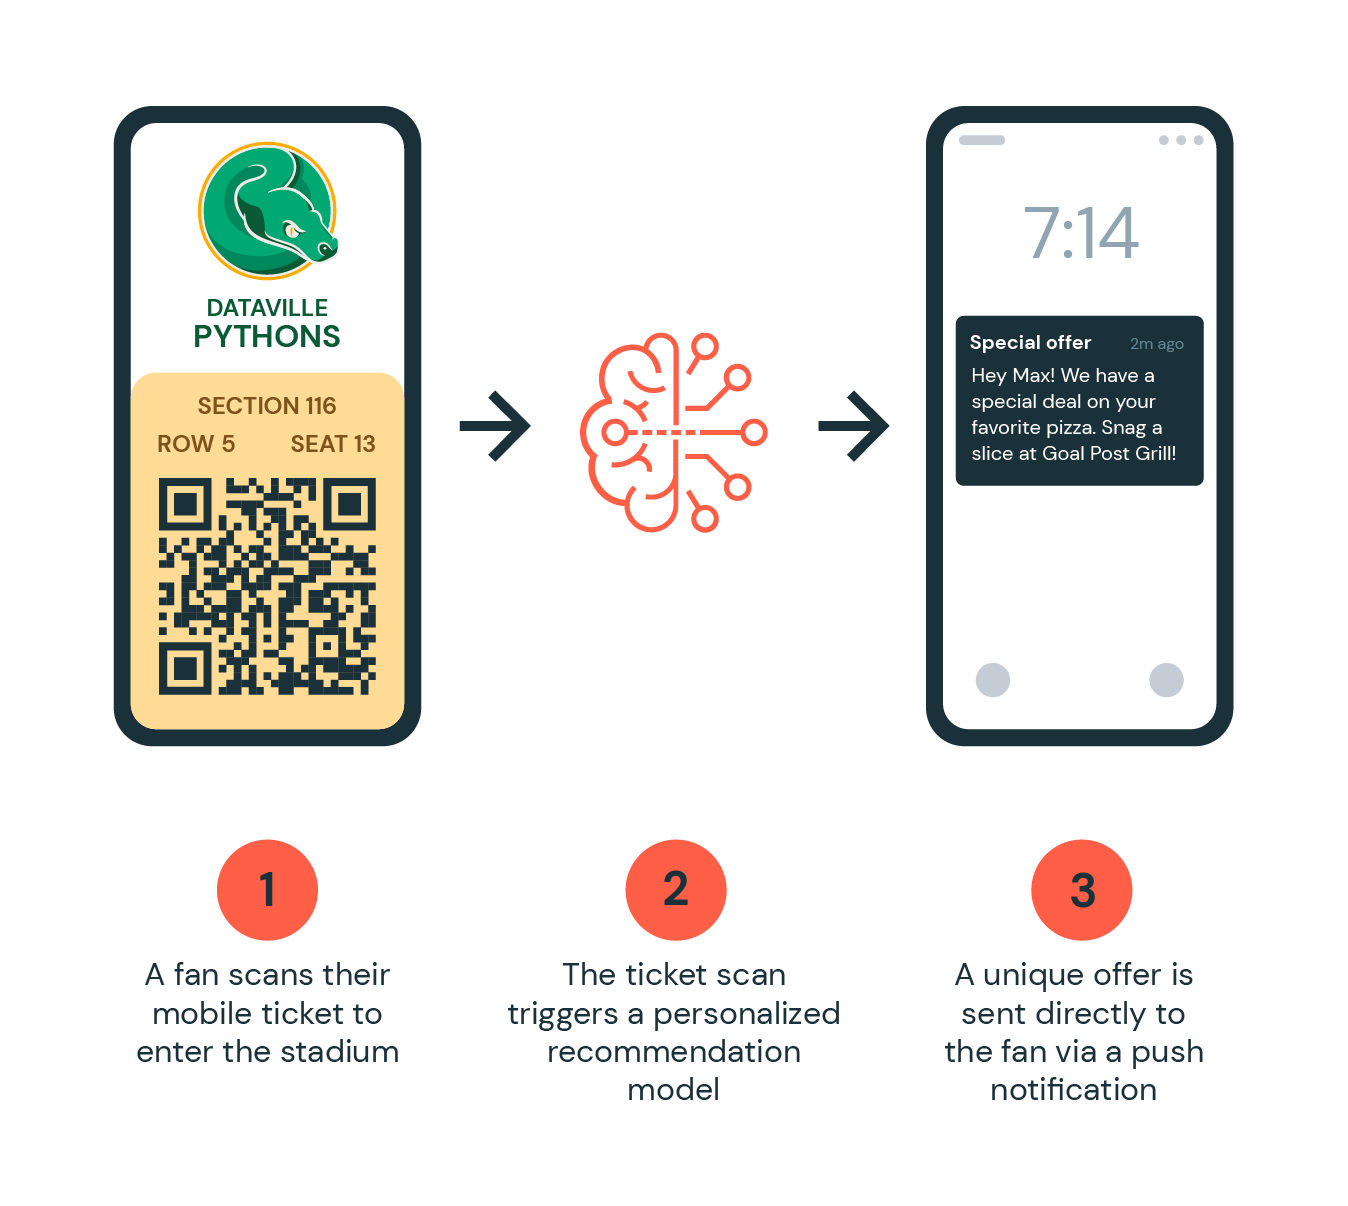 DATAVILLE
PYTHONS
SECTION 116
ROW 5 SEAT 13
7:14
Special offer 2m ago
Hey Max! We have a
special deal on your
favorite pizza. Snag a
slice at Goal Post Grill!
1
A fan scans their
mobile ticket to
enter the stadium
2
The ticket scan
triggers a personalized
recommendation
model
3
A unique offer is
sent directly to
the fan via a push
notification